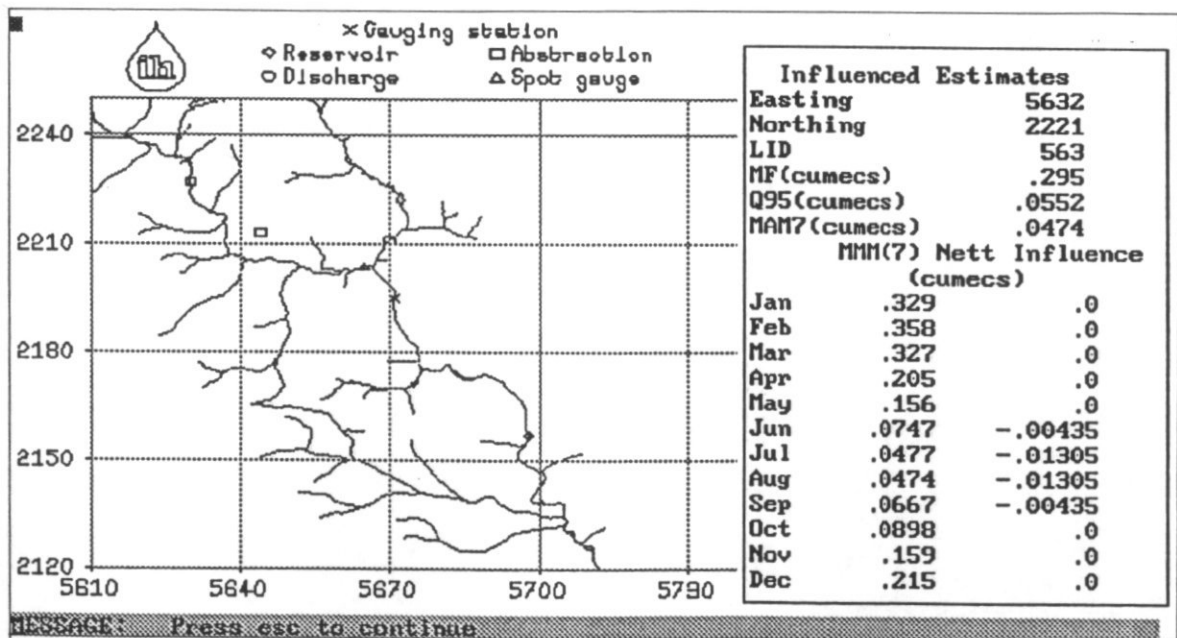 × Gauging station
◇ Reservoir □ Abstraction
○ Discharge △ Spot gauge
ih
2240
2210
2180
2150
2120
5610 5640 5670 5700 5790
Influenced Estimates
Easting 5632
Northing 2221
LID 563
MF(cumecs) .295
Q95(cumecs) .0552
MAM7(cumecs) .0474
MMM(7) Nett Influence
(cumecs)
Jan .329 .0
Feb .358 .0
Mar .327 .0
Apr .205 .0
May .156 .0
Jun .0747 -.00435
Jul .0477 -.01305
Aug .0474 -.01305
Sep .0667 -.00435
Oct .0898 .0
Nov .159 .0
Dec .215 .0
MESSAGE: Press esc to continue